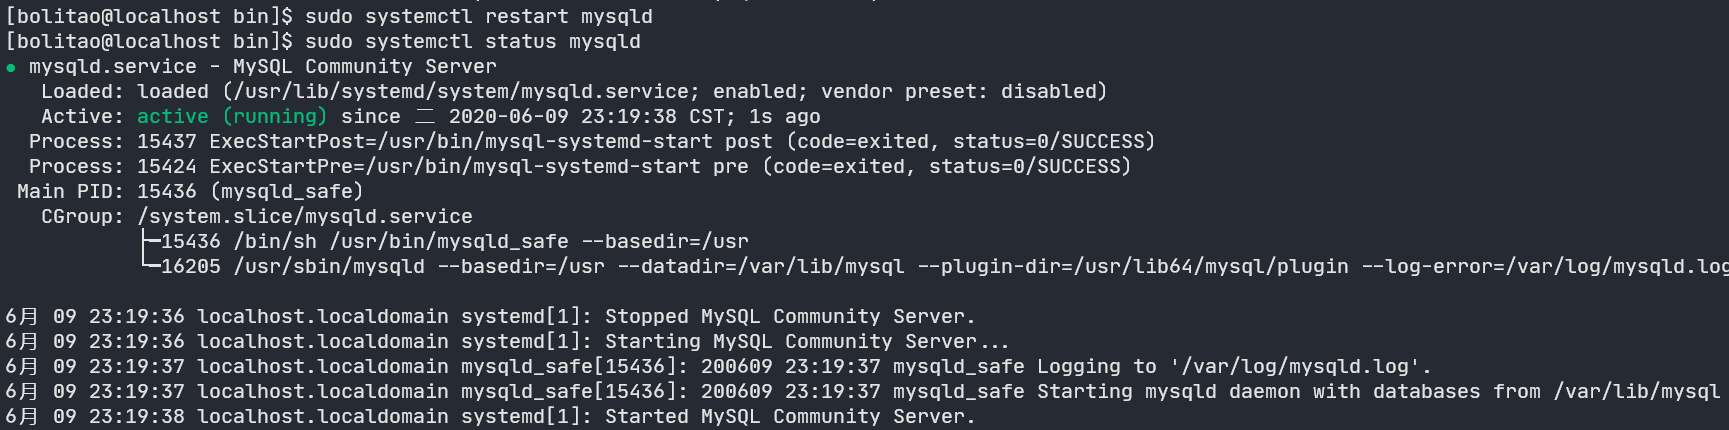 [bolitao@localhost bin]$ sudo systemctl restart mysqld
[bolitao@localhost bin]$ sudo systemctl status mysqld
● mysqld.service - MySQL Community Server
   Loaded: loaded (/usr/lib/systemd/system/mysqld.service; enabled; vendor preset: disabled)
   Active: active (running) since 二 2020-06-09 23:19:38 CST; 1s ago
  Process: 15437 ExecStartPost=/usr/bin/mysql-systemd-start post (code=exited, status=0/SUCCESS)
  Process: 15424 ExecStartPre=/usr/bin/mysql-systemd-start pre (code=exited, status=0/SUCCESS)
 Main PID: 15436 (mysqld_safe)
   CGroup: /system.slice/mysqld.service
           ├─15436 /bin/sh /usr/bin/mysqld_safe --basedir=/usr
           └─16205 /usr/sbin/mysqld --basedir=/usr --datadir=/var/lib/mysql --plugin-dir=/usr/lib64/mysql/plugin --log-error=/var/log/mysqld.log
6月 09 23:19:36 localhost.localdomain systemd[1]: Stopped MySQL Community Server.
6月 09 23:19:36 localhost.localdomain systemd[1]: Starting MySQL Community Server...
6月 09 23:19:37 localhost.localdomain mysqld_safe[15436]: 200609 23:19:37 mysqld_safe Logging to '/var/log/mysqld.log'.
6月 09 23:19:37 localhost.localdomain mysqld_safe[15436]: 200609 23:19:37 mysqld_safe Starting mysqld daemon with databases from /var/lib/mysql
6月 09 23:19:38 localhost.localdomain systemd[1]: Started MySQL Community Server.